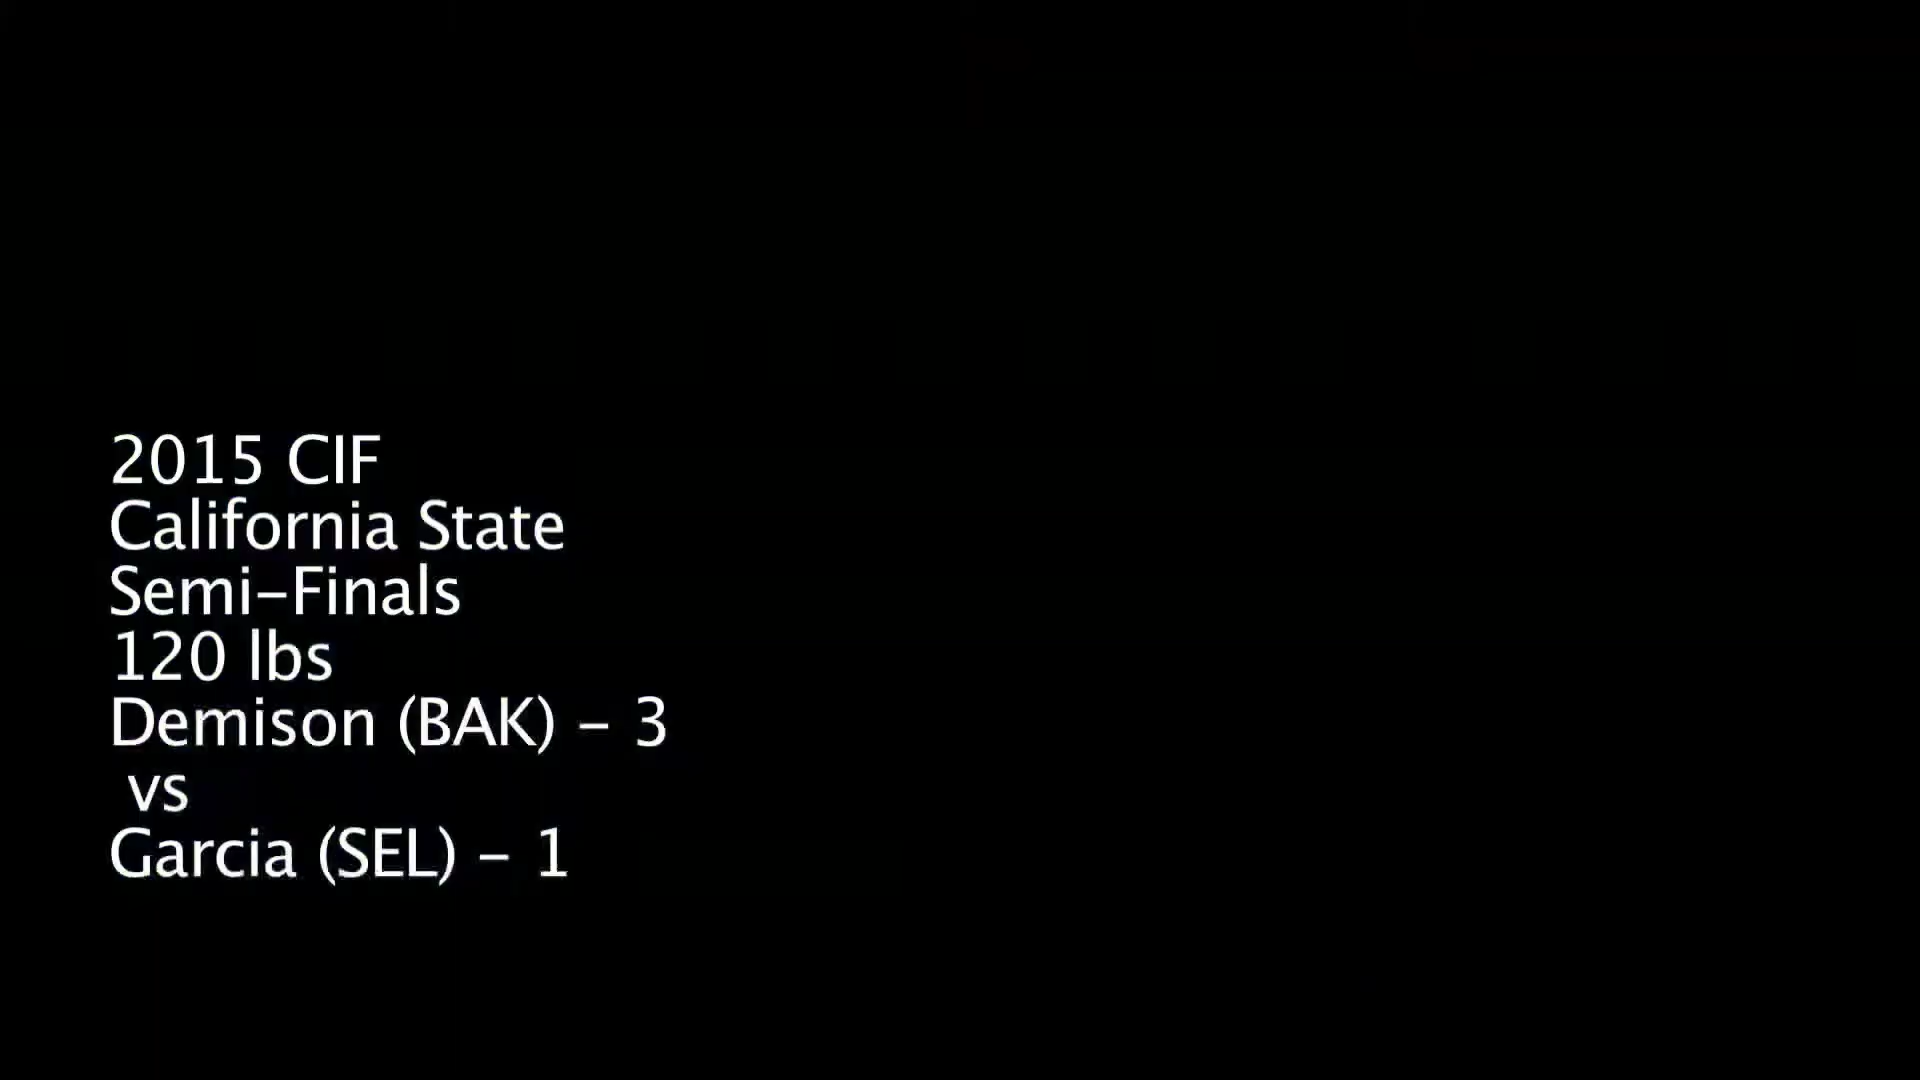 2015 CIF
California State
Semi-Finals
120 lbs
Demison (BAK) - 3
vs
Garcia (SEL) - 1